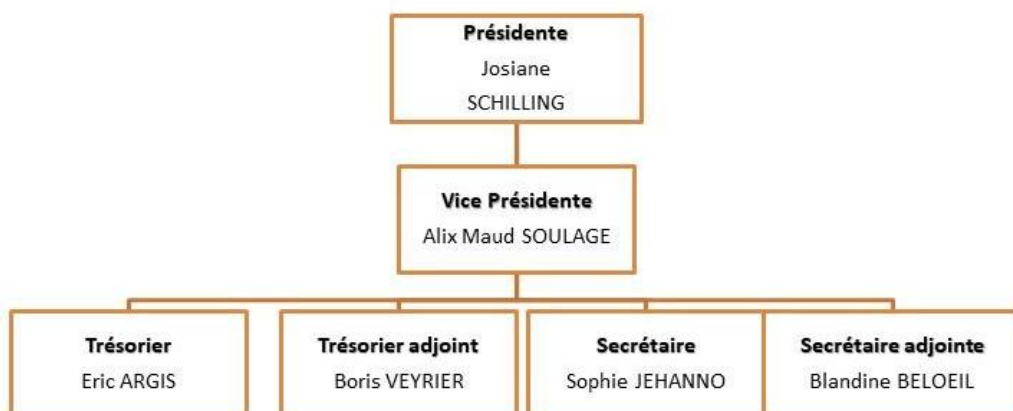 Présidente
Josiane
SCHILLING
Vice Présidente
Alix Maud SOULAGE
Trésorier
Eric ARGIS
Trésorier adjoint
Boris VEYRIER
Secrétaire
Sophie JEHANNO
Secrétaire adjointe
Blandine BELOEIL